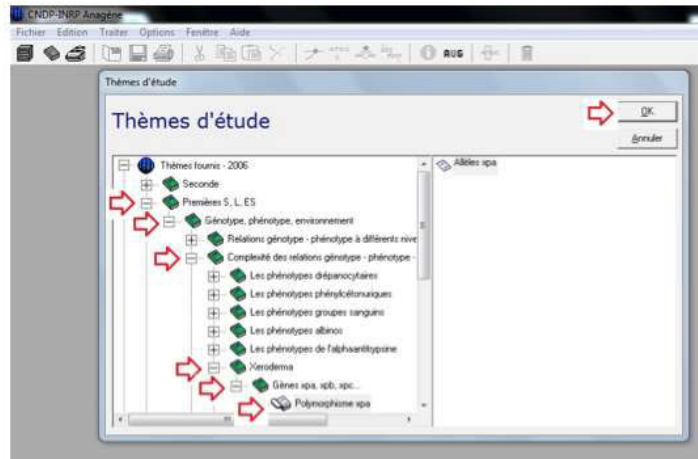 CNDP-INRP Anagène
Fichier Edition Traiter Options Fenêtre Aide
AUG
Thèmes d'étude
Thèmes d'étude
OK
Annuler
Thèmes fournis - 2006
Allèles xpa
Seconde
Premières S, L, ES
Génotype, phénotype, environnement
Relations génotype - phénotype à différents nive
Complexité des relations génotype - phénotype -
Les phénotypes drépanocytaires
Les phénotypes phénylcétonuriques
Les phénotypes groupes sanguins
Les phénotypes albinos
Les phénotypes de l'alphaantitrypsine
Xeroderma
Gènes xpa, xpb, xpc...
Polymorphisme xpa